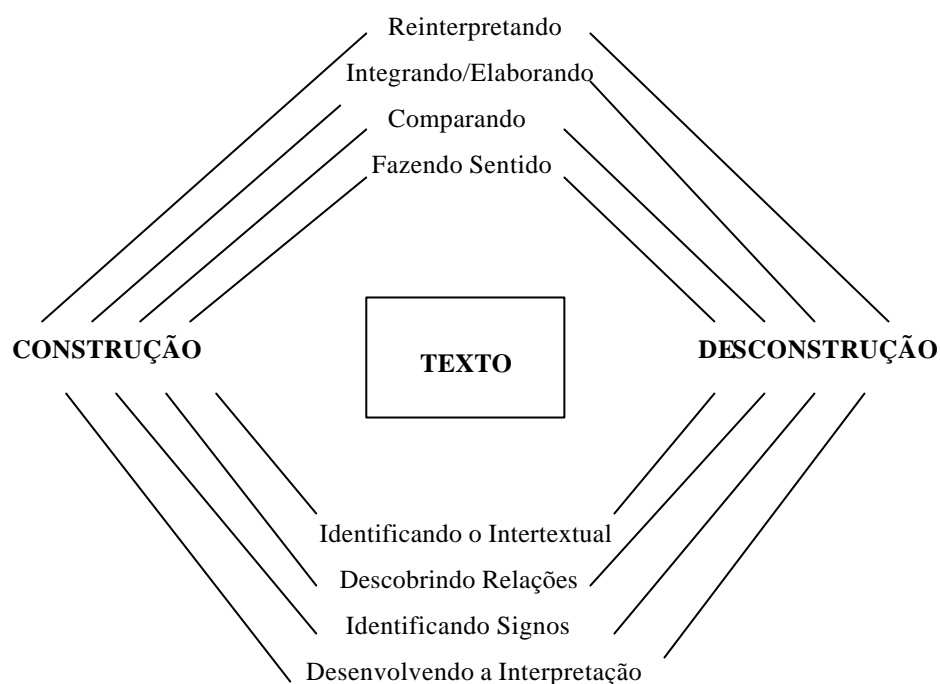 Reinterpretando
Integrando/Elaborando
Comparando
Fazendo Sentido
CONSTRUÇÃO
TEXTO
DESCONSTRUÇÃO
Identificando o Intertextual
Descobrindo Relações
Identificando Signos
Desenvolvendo a Interpretação